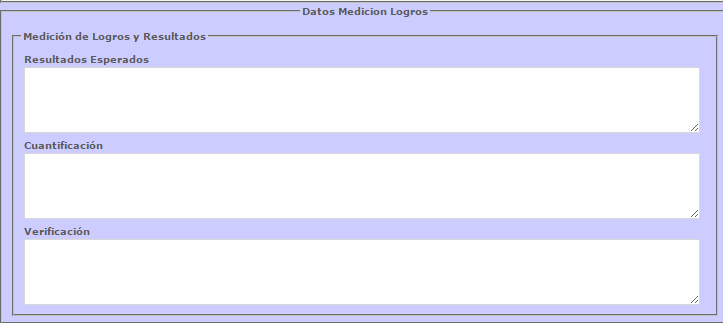 Datos Medicion Logros
Medición de Logros y Resultados
Resultados Esperados
Cuantificación
Verificación